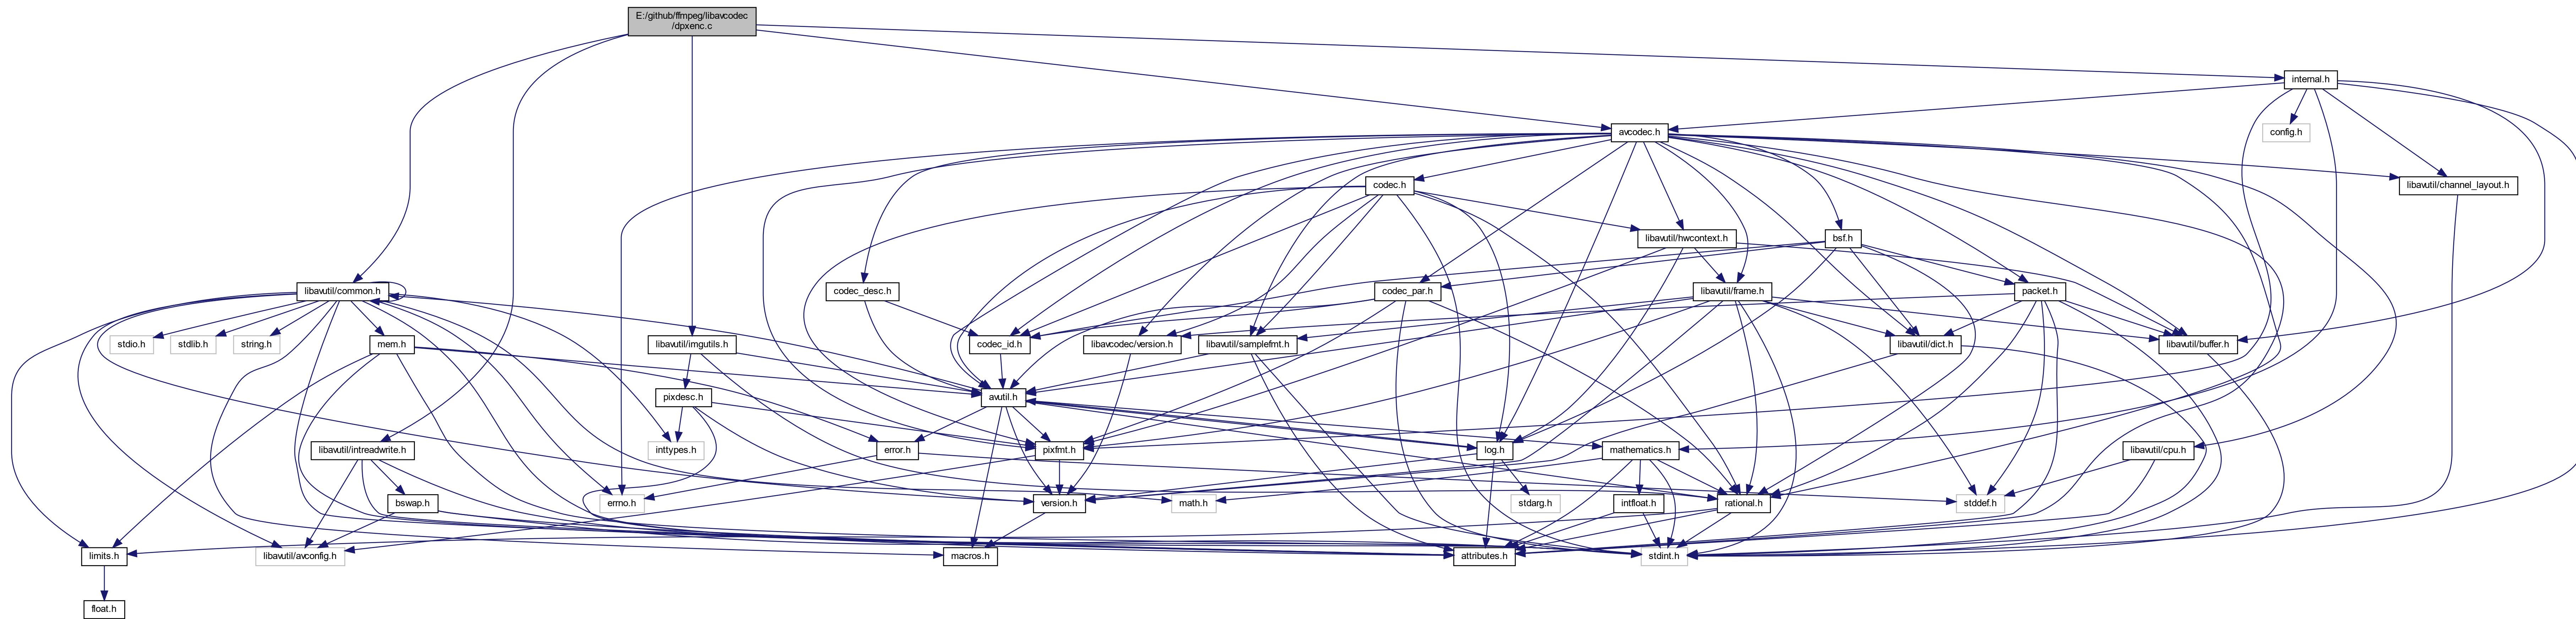 E:/github/ffmpeg/libavcodec
/dpxenc.c
internal.h
avcodec.h
config.h
codec.h
libavutil/channel_layout.h
libavutil/hwcontext.h
bsf.h
libavutil/common.h
codec_desc.h
codec_par.h
libavutil/frame.h
packet.h
stdio.h
stdlib.h
string.h
mem.h
libavutil/imgutils.h
codec_id.h
libavcodec/version.h
libavutil/samplefmt.h
libavutil/dict.h
libavutil/buffer.h
pixdesc.h
avutil.h
libavutil/intreadwrite.h
inttypes.h
error.h
pixfmt.h
log.h
mathematics.h
libavutil/cpu.h
bswap.h
errno.h
version.h
math.h
stdarg.h
intfloat.h
rational.h
stddef.h
limits.h
libavutil/avconfig.h
macros.h
attributes.h
stdint.h
float.h